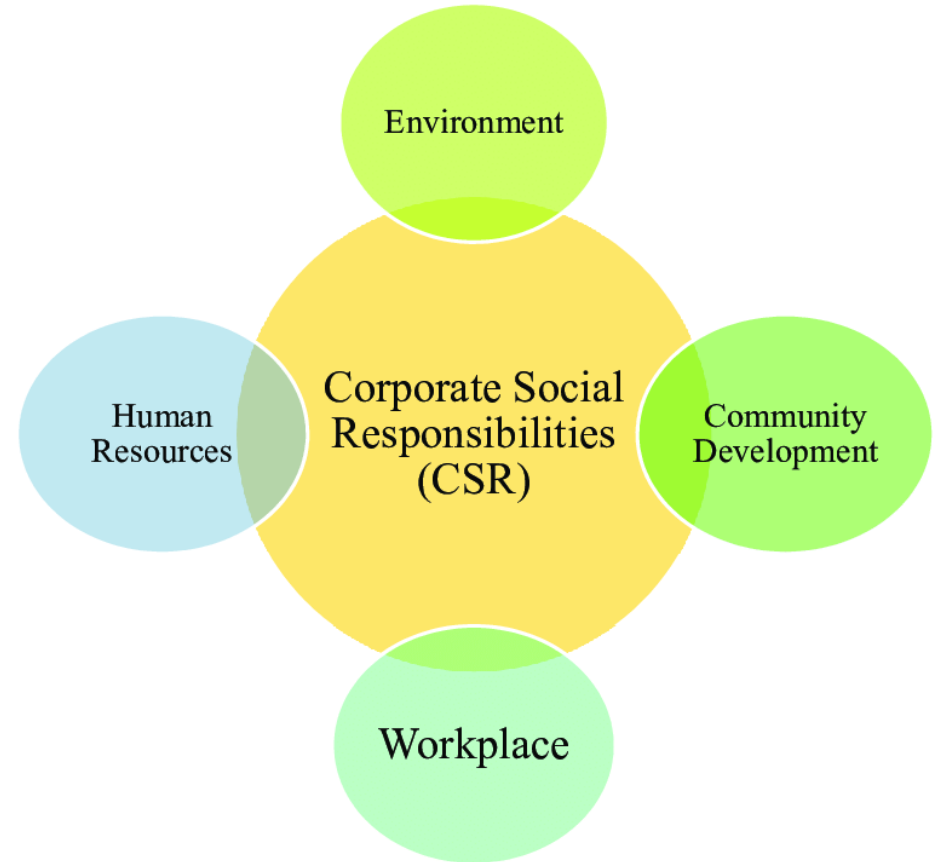 Environment
Human
Resources
Corporate Social
Responsibilities
(CSR)
Community
Development
Workplace